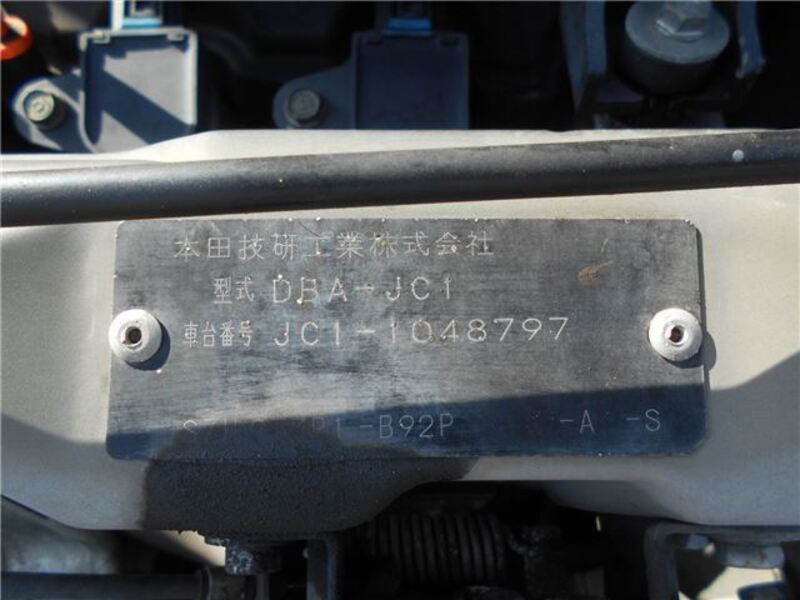 本田技研工業株式会社
型式 DBA-JC1
車台番号 JC1-1048797
-B92P -A -S